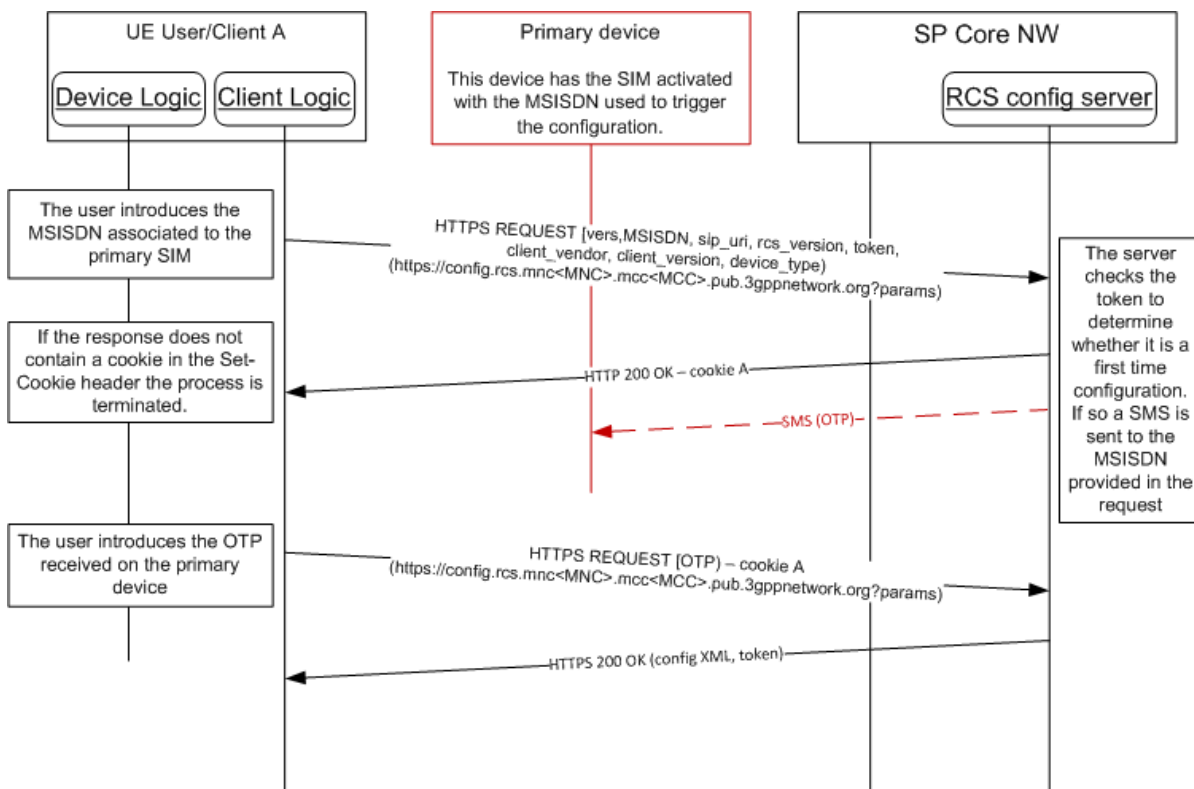 UE User/Client A
Device Logic
Client Logic
Primary device
This device has the SIM activated
with the MSISDN used to trigger
the configuration.
SP Core NW
RCS config server
The user introduces the
MSISDN associated to the
primary SIM
HTTPS REQUEST [vers,MSISDN, sip_uri, rcs_version, token,
client_vendor, client_version, device_type)
(https://config.rcs.mnc<MNC>.mcc<MCC>.pub.3gppnetwork.org?params)
The server
checks the
token to
determine
whether it is a
first time
configuration.
If so a SMS is
sent to the
MSISDN
provided in the
request
If the response does not
contain a cookie in the Set-
Cookie header the process is
terminated.
HTTP 200 OK – cookie A
SMS (OTP)
The user introduces the OTP
received on the primary
device
HTTPS REQUEST [OTP) – cookie A
(https://config.rcs.mnc<MNC>.mcc<MCC>.pub.3gppnetwork.org?params)
HTTPS 200 OK (config XML, token)